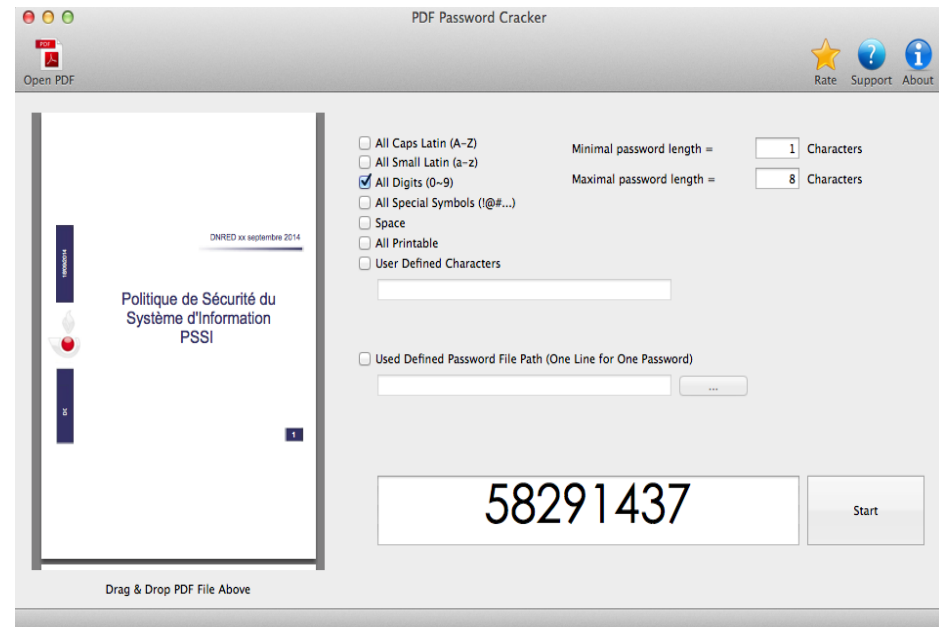 PDF Password Cracker
PDF
Open PDF
Rate Support About
All Caps Latin (A-Z)
All Small Latin (a-z)
All Digits (0~9)
All Special Symbols (!@#...)
Space
All Printable
User Defined Characters
Minimal password length = 1 Characters
Maximal password length = 8 Characters
DNRED xx septembre 2014
Politique de Sécurité du
Système d'Information
PSSI
1
Used Defined Password File Path (One Line for One Password)
...
58291437
Start
Drag & Drop PDF File Above